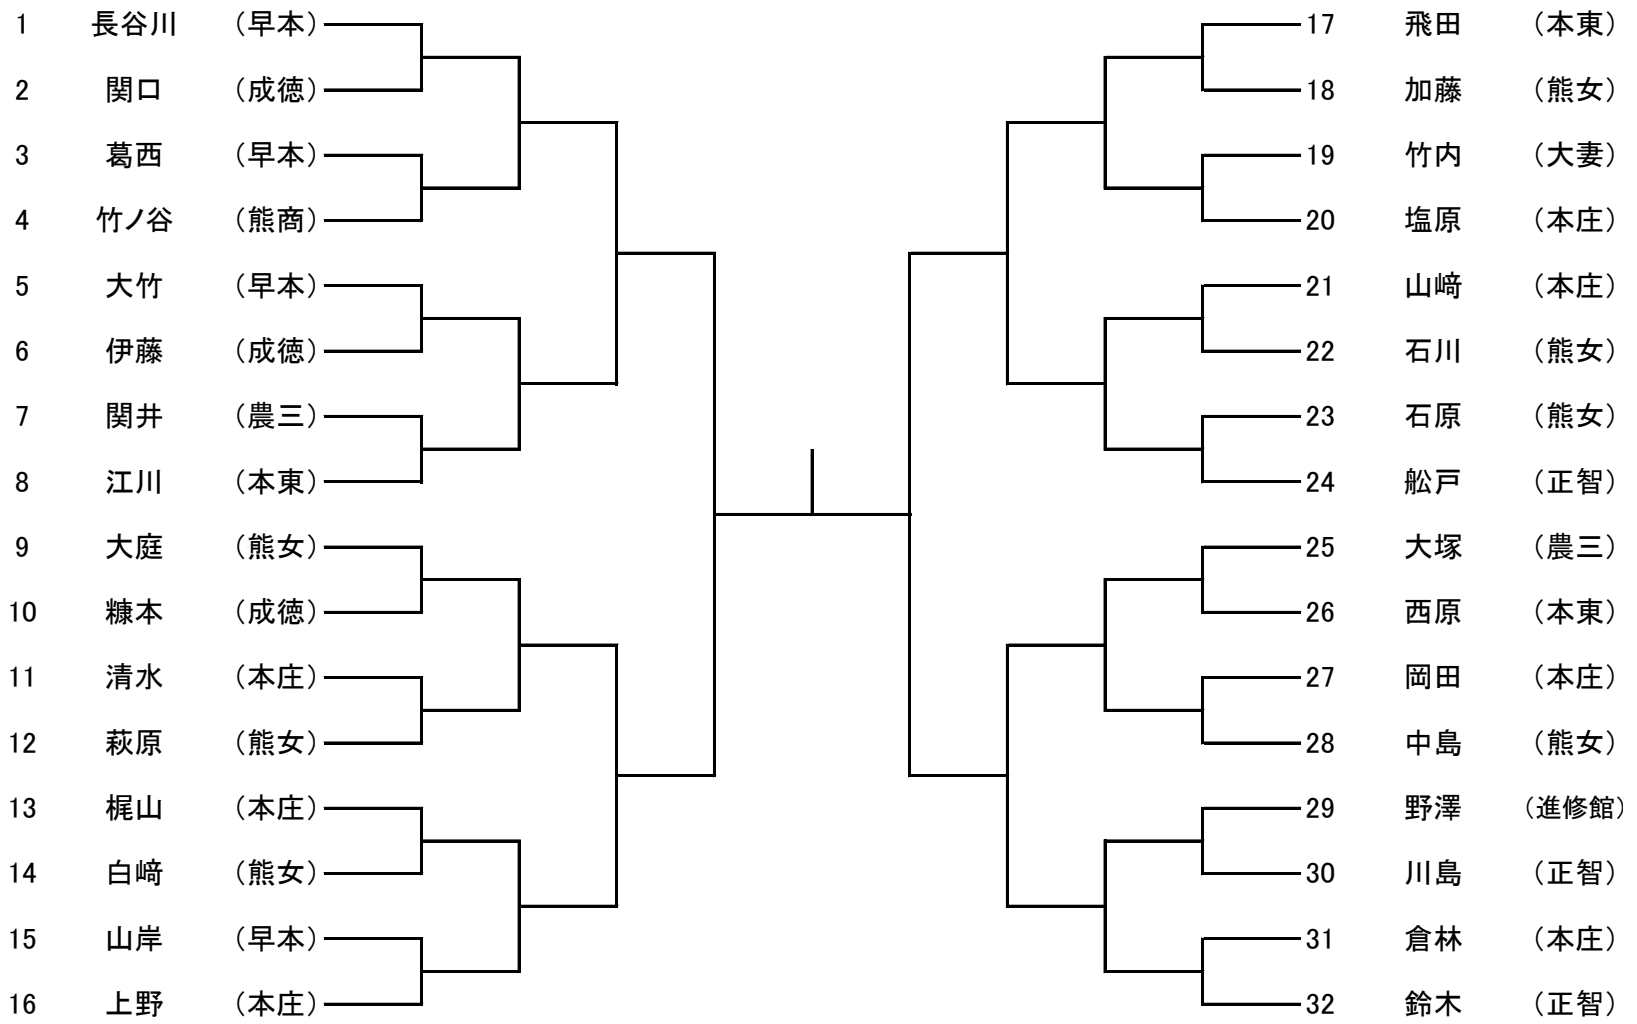 1 長谷川 （早本） 17 飛田 （本東）
2 関口 （成徳） 18 加藤 （熊女）
3 葛西 （早本） 19 竹内 （大妻）
4 竹ノ谷 （熊商） 20 塩原 （本庄）
5 大竹 （早本） 21 山﨑 （本庄）
6 伊藤 （成徳） 22 石川 （熊女）
7 関井 （農三） 23 石原 （熊女）
8 江川 （本東） 24 舩戸 （正智）
9 大庭 （熊女） 25 大塚 （農三）
10 糠本 （成徳） 26 西原 （本東）
11 清水 （本庄） 27 岡田 （本庄）
12 萩原 （熊女） 28 中島 （熊女）
13 梶山 （本庄） 29 野澤 （進修館）
14 白﨑 （熊女） 30 川島 （正智）
15 山岸 （早本） 31 倉林 （本庄）
16 上野 （本庄） 32 鈴木 （正智）